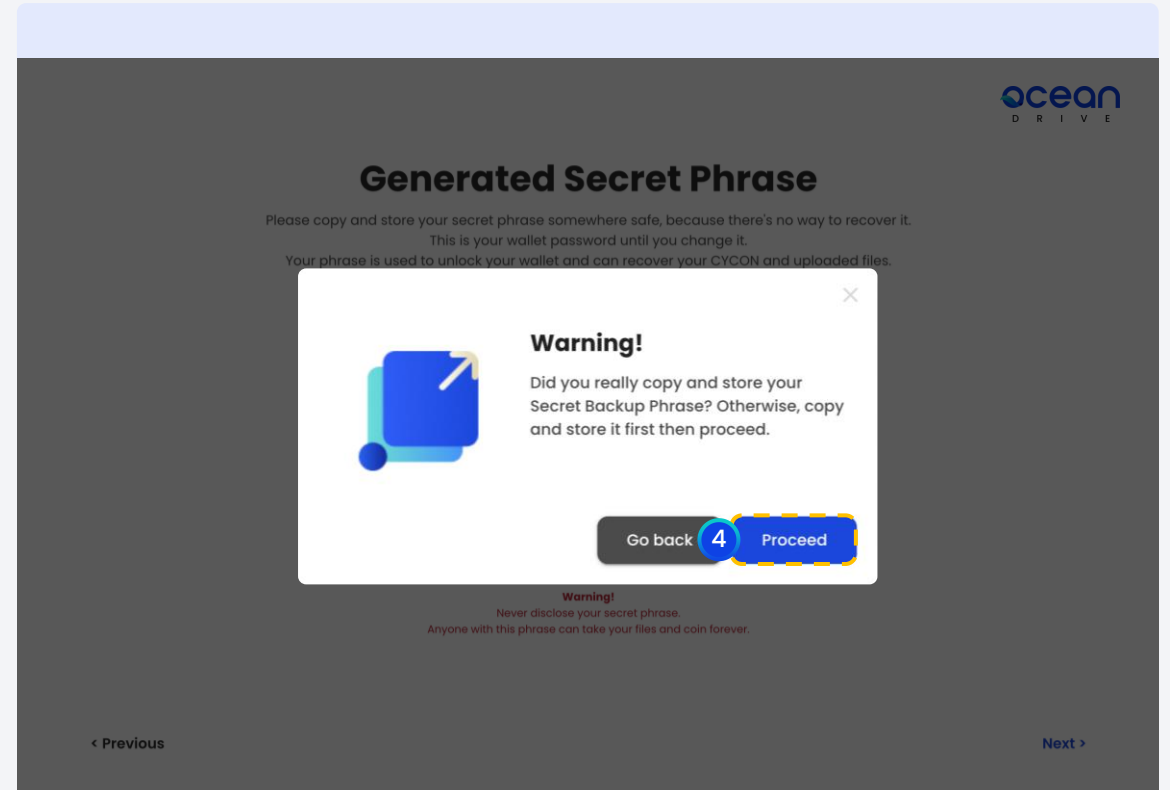 ocean
DRIVE
Generated Secret Phrase
Please copy and store your secret phrase somewhere safe, because there's no way to recover it.
This is your wallet password until you change it.
Your phrase is used to unlock your wallet and can recover your CYCON and uploaded files.
Warning!
Did you really copy and store your
Secret Backup Phrase? Otherwise, copy
and store it first then proceed.
Go back 4 Proceed
Warning!
Never disclose your secret phrase.
Anyone with this phrase can take your files and coin forever.
< Previous Next >